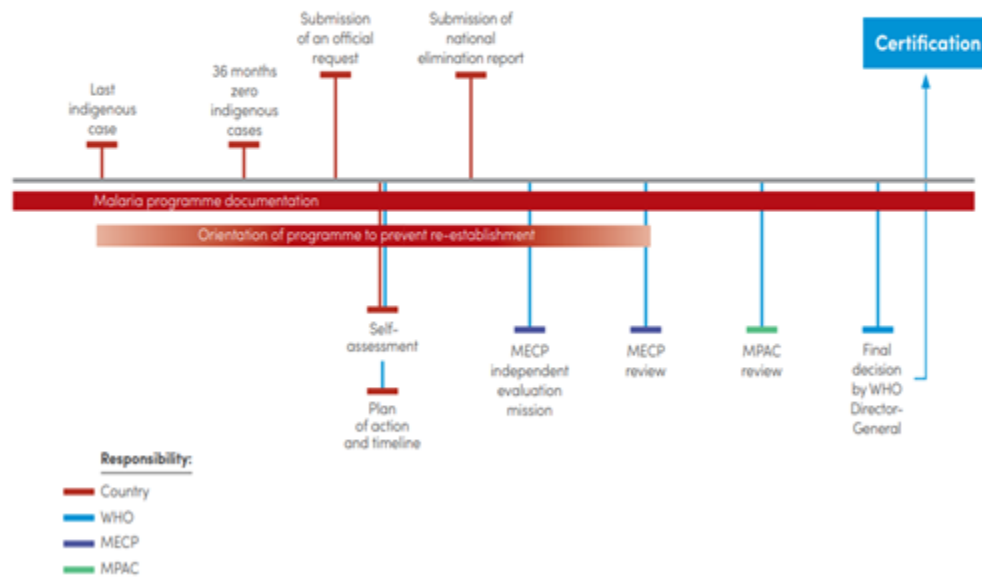 Submission
of an official
request
Submission of
national
elimination report
Certification
36 months
zero
indigenous
cases
Last
indigenous
case
Malaria programme documentation
Orientation of programme to prevent re-establishment
Self-
assessment
Plan
of action
and timeline
MECP
independent
evaluation
mission
MECP
review
MPAC
review
Final
decision
by WHO
Director-
General
Responsibility:
Country
WHO
MECP
MPAC